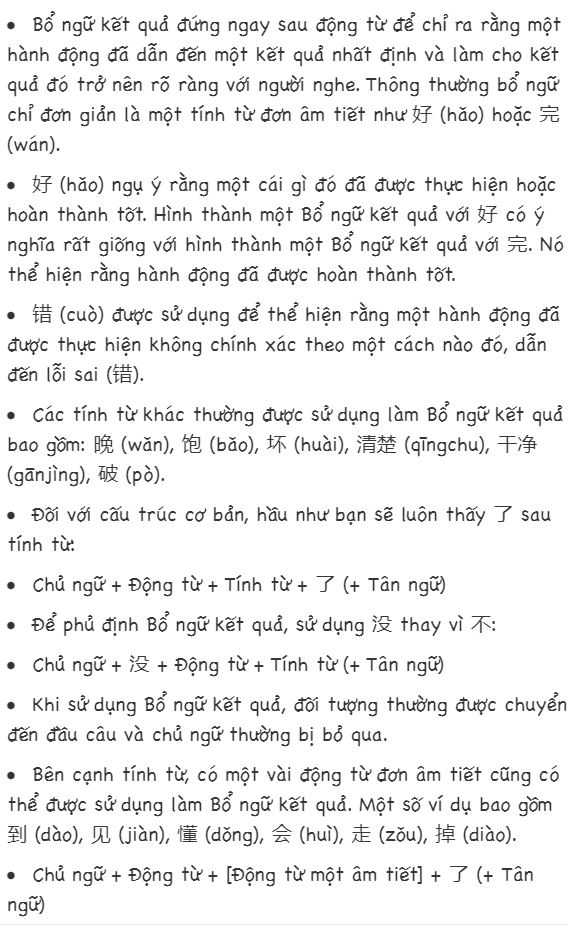 • Bổ ngữ kết quả đứng ngay sau động từ để chỉ ra rằng một
hành động đã dẫn đến một kết quả nhất định và làm cho kết
quả đó trở nên rõ ràng với người nghe. Thông thường bổ ngữ
chỉ đơn giản là một tính từ đơn âm tiết như 好 (hǎo) hoặc 完
(wán).
• 好 (hǎo) ngụ ý rằng một cái gì đó đã được thực hiện hoặc
hoàn thành tốt. Hình thành một Bổ ngữ kết quả với 好 có ý
nghĩa rất giống với hình thành một Bổ ngữ kết quả với 完. Nó
thể hiện rằng hành động đã được hoàn thành tốt.
• 错 (cuò) được sử dụng để thể hiện rằng một hành động đã
được thực hiện không chính xác theo một cách nào đó, dẫn
đến lỗi sai (错).
• Các tính từ khác thường được sử dụng làm Bổ ngữ kết quả
bao gồm: 晚 (wǎn), 饱 (bǎo), 坏 (huài), 清楚 (qīngchu), 干净
(gānjìng), 破 (pò).
• Đối với cấu trúc cơ bản, hầu như bạn sẽ luôn thấy 了 sau
tính từ:
• Chủ ngữ + Động từ + Tính từ + 了 (+ Tân ngữ)
• Để phủ định Bổ ngữ kết quả, sử dụng 没 thay vì 不:
• Chủ ngữ + 没 + Động từ + Tính từ (+ Tân ngữ)
• Khi sử dụng Bổ ngữ kết quả, đối tượng thường được chuyển
đến đầu câu và chủ ngữ thường bị bỏ qua.
• Bên cạnh tính từ, có một vài động từ đơn âm tiết cũng có
thể được sử dụng làm Bổ ngữ kết quả. Một số ví dụ bao gồm
到 (dào), 见 (jiàn), 懂 (dǒng), 会 (huì), 走 (zǒu), 掉 (diào).
• Chủ ngữ + Động từ + [Động từ một âm tiết] + 了 (+ Tân
ngữ)